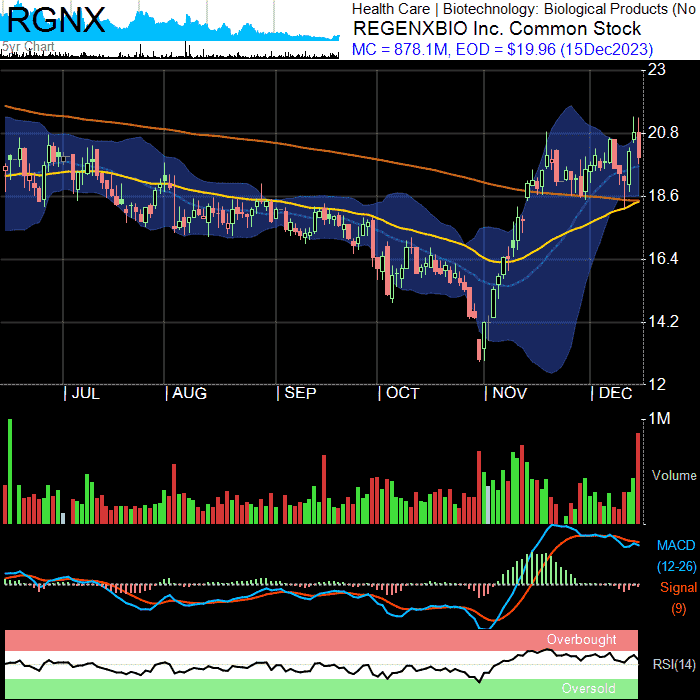 RGNX
5yr Chart
Health Care | Biotechnology: Biological Products (No
REGENXBIO Inc. Common Stock
MC = 878.1M, EOD = $19.96 (15Dec2023)
23
20.8
18.6
16.4
14.2
12
| JUL | AUG | SEP | OCT | NOV | DEC
1M
Volume
MACD
(12-26)
Signal
(9)
Overbought
RSI(14)
Oversold